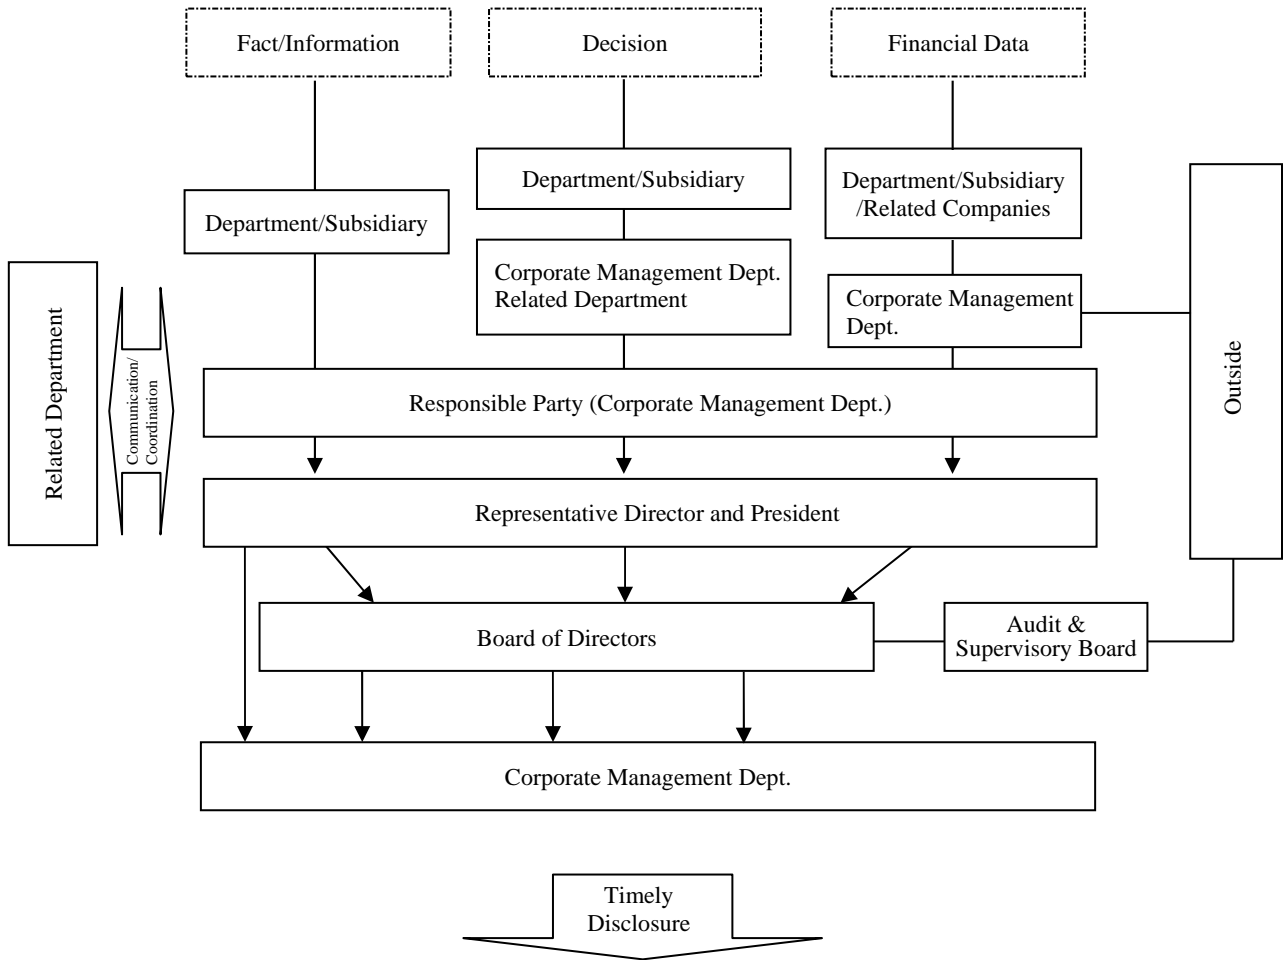 Fact/Information
Decision
Financial Data
Department/Subsidiary
Department/Subsidiary
/Related Companies
Department/Subsidiary
Corporate Management Dept.
Related Department
Corporate Management
Dept.
Related Department
Communication/
Coordination
Outside
Responsible Party (Corporate Management Dept.)
Representative Director and President
Board of Directors
Audit &
Supervisory Board
Corporate Management Dept.
Timely
Disclosure